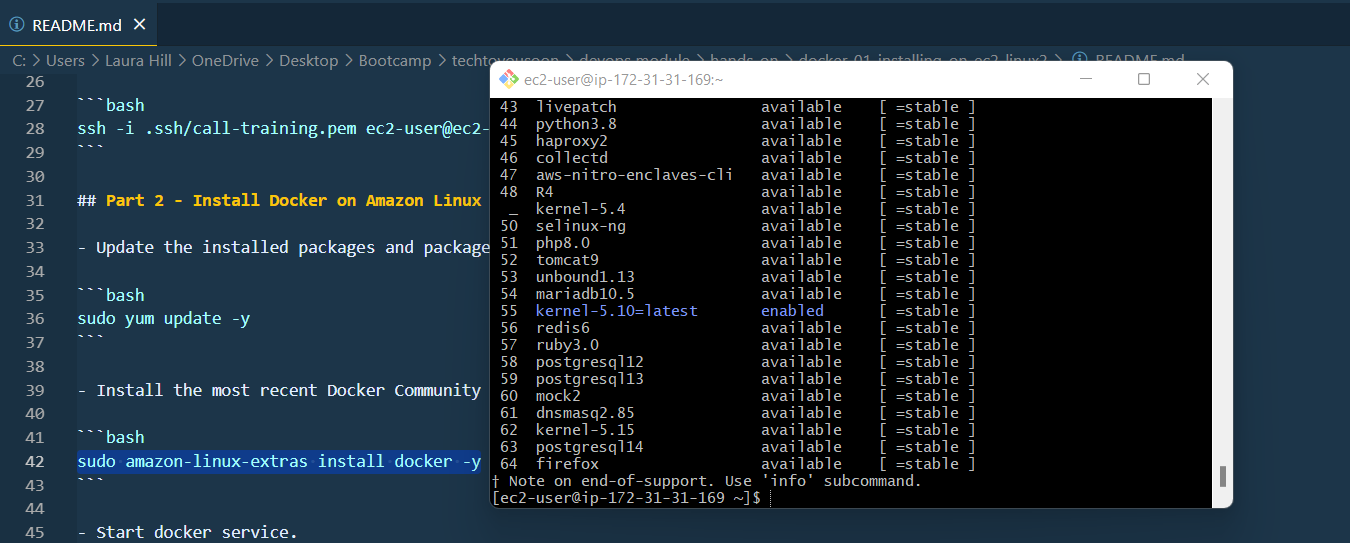 README.md
C: > Users > Laura Hill > OneDrive > Desktop > Bootcamp > techtoyousoon > devops module > hands_on > docker_01_installing_on_ec2_linux2 > README.md
26
27 ```bash
28 ssh -i .ssh/call-training.pem ec2-user@ec2-
29 ```
30
31 ## Part 2 - Install Docker on Amazon Linux
32
33 - Update the installed packages and package
34
35 ```bash
36 sudo yum update -y
37 ```
38
39 - Install the most recent Docker Community
40
41 ```bash
42 sudo amazon-linux-extras install docker -y
43 ```
44
45 - Start docker service.
ec2-user@ip-172-31-31-169:~
43 livepatch available [ =stable ]
44 python3.8 available [ =stable ]
45 haproxy2 available [ =stable ]
46 collectd available [ =stable ]
47 aws-nitro-enclaves-cli available [ =stable ]
48 R4 available [ =stable ]
_ kernel-5.4 available [ =stable ]
50 selinux-ng available [ =stable ]
51 php8.0 available [ =stable ]
52 tomcat9 available [ =stable ]
53 unbound1.13 available [ =stable ]
54 mariadb10.5 available [ =stable ]
55 kernel-5.10=latest enabled [ =stable ]
56 redis6 available [ =stable ]
57 ruby3.0 available [ =stable ]
58 postgresql12 available [ =stable ]
59 postgresql13 available [ =stable ]
60 mock2 available [ =stable ]
61 dnsmasq2.85 available [ =stable ]
62 kernel-5.15 available [ =stable ]
63 postgresql14 available [ =stable ]
64 firefox available [ =stable ]
† Note on end-of-support. Use 'info' subcommand.
[ec2-user@ip-172-31-31-169 ~]$